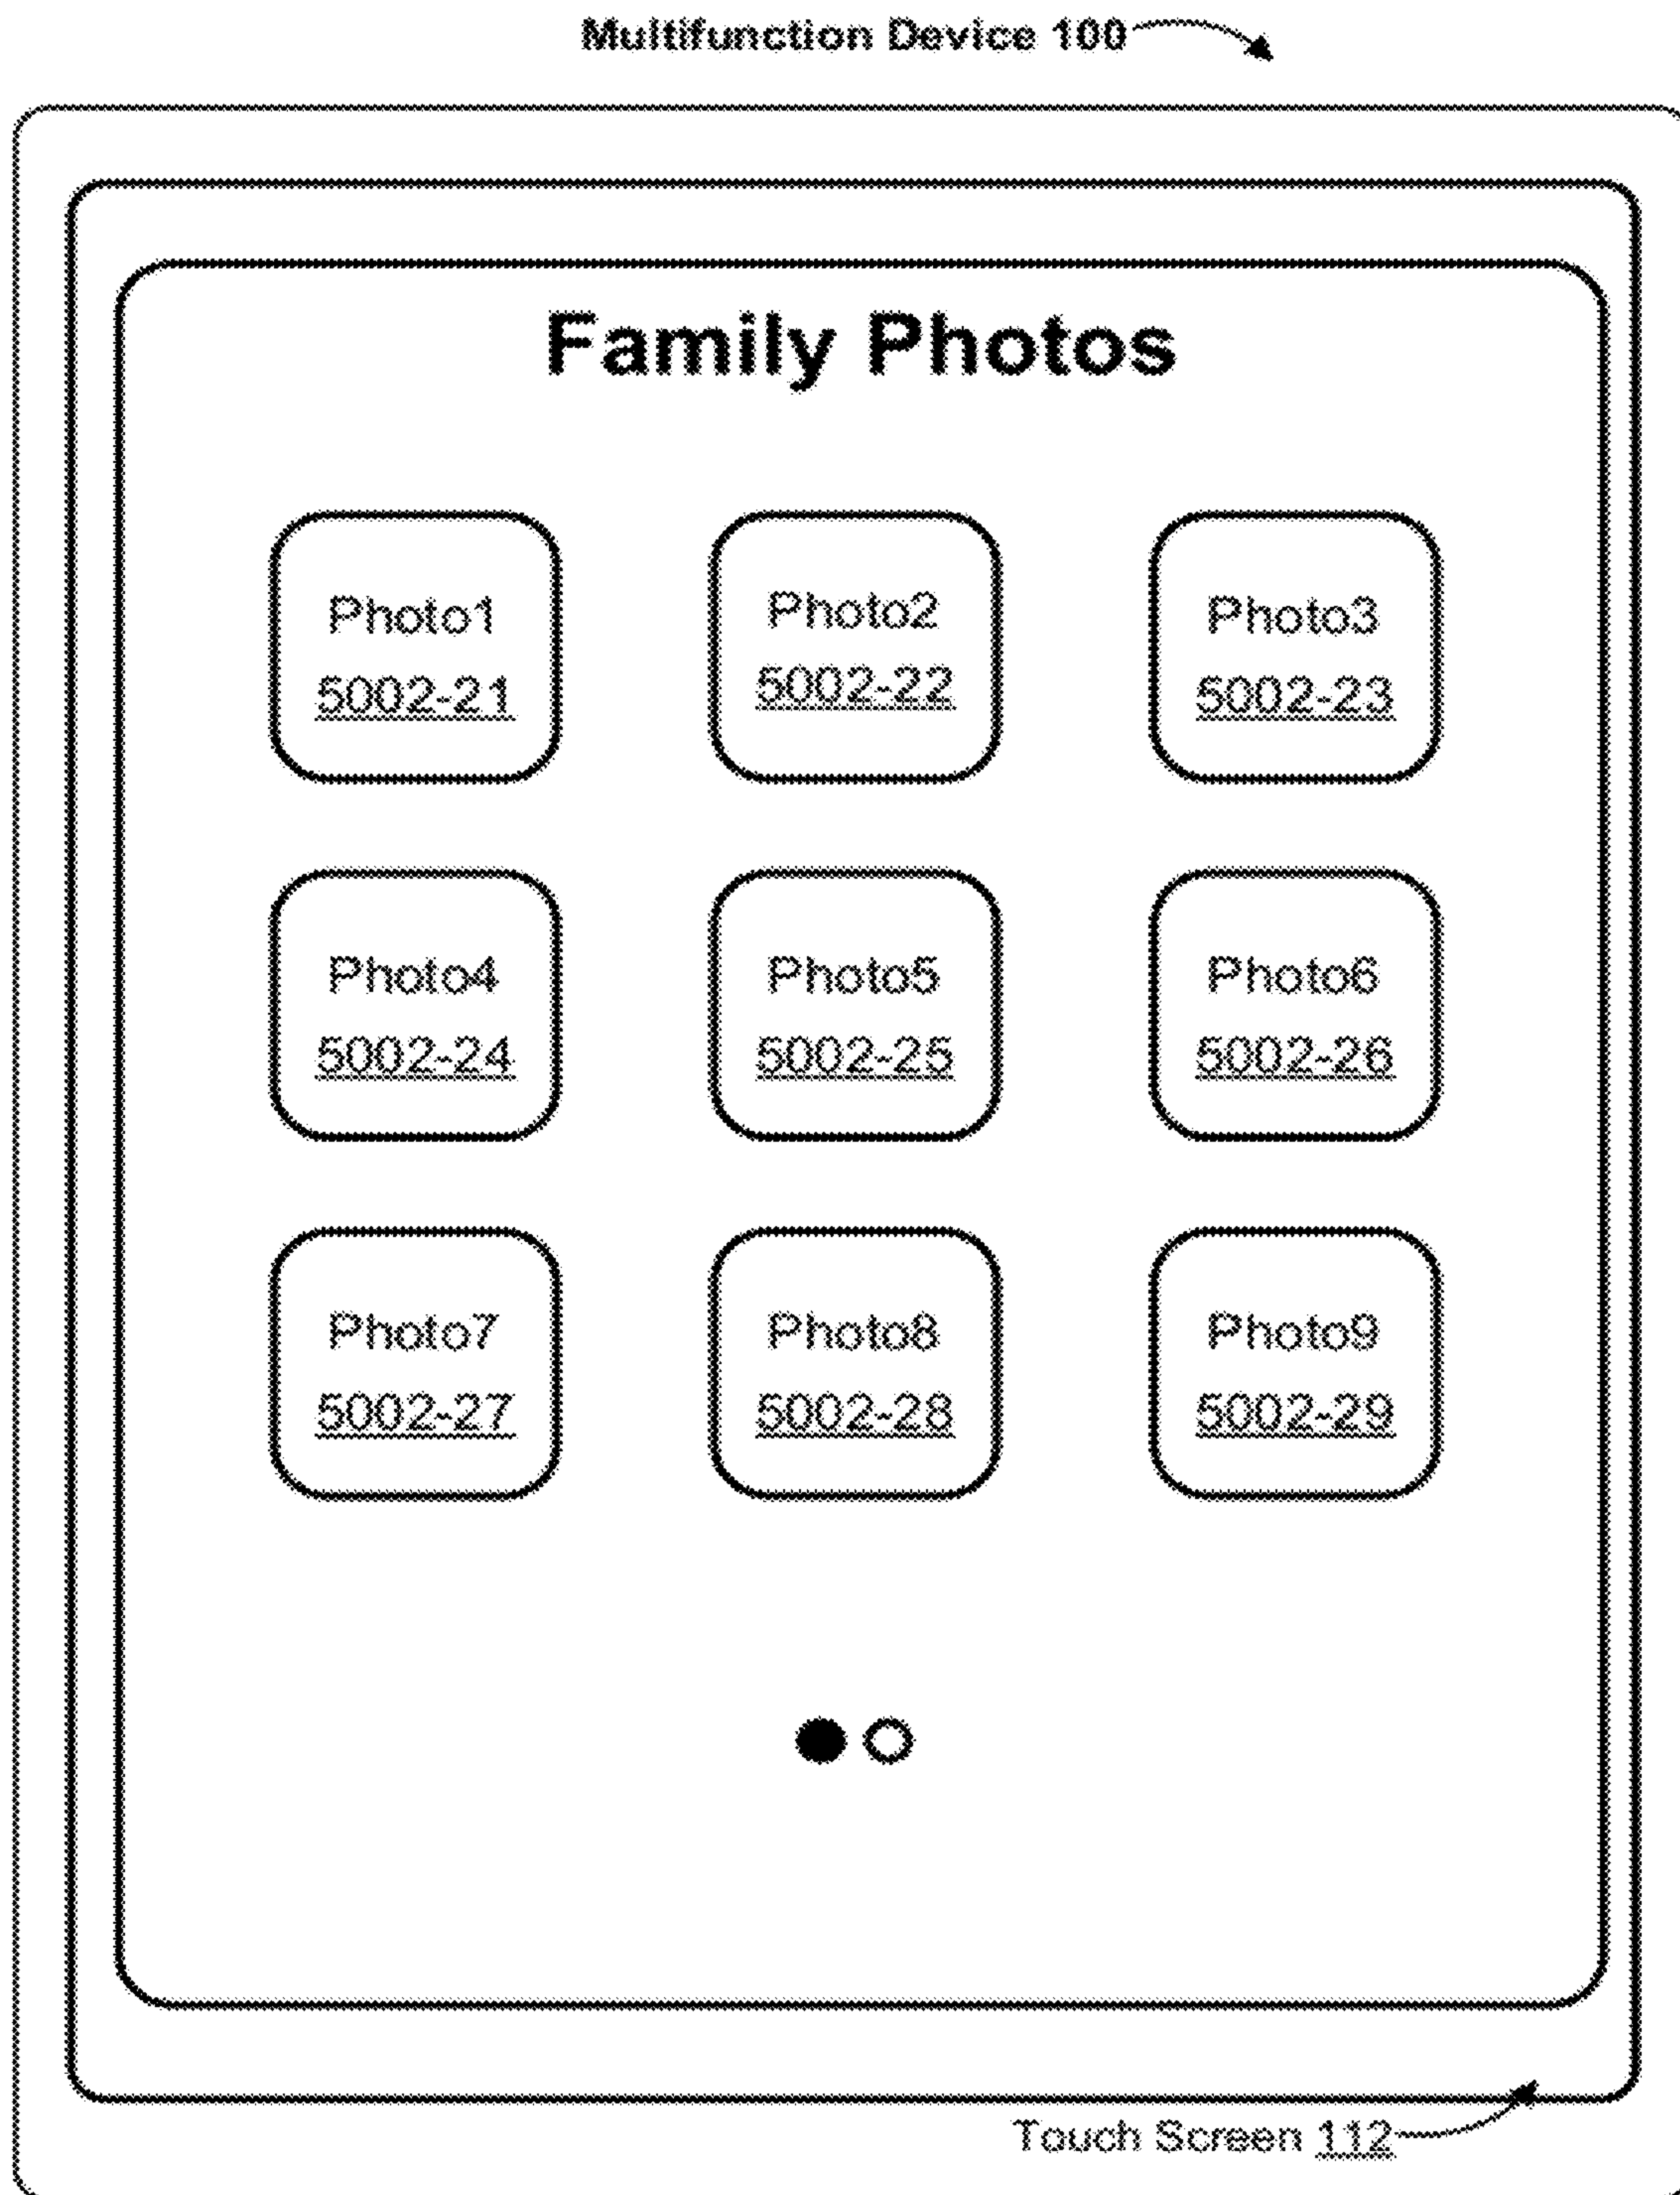 Multifunction Device 100
Family Photos
Photo1
5002-21
Photo2
5002-22
Photo3
5002-23
Photo4
5002-24
Photo5
5002-25
Photo6
5002-26
Photo7
5002-27
Photo8
5002-28
Photo9
5002-29
Touch Screen 112